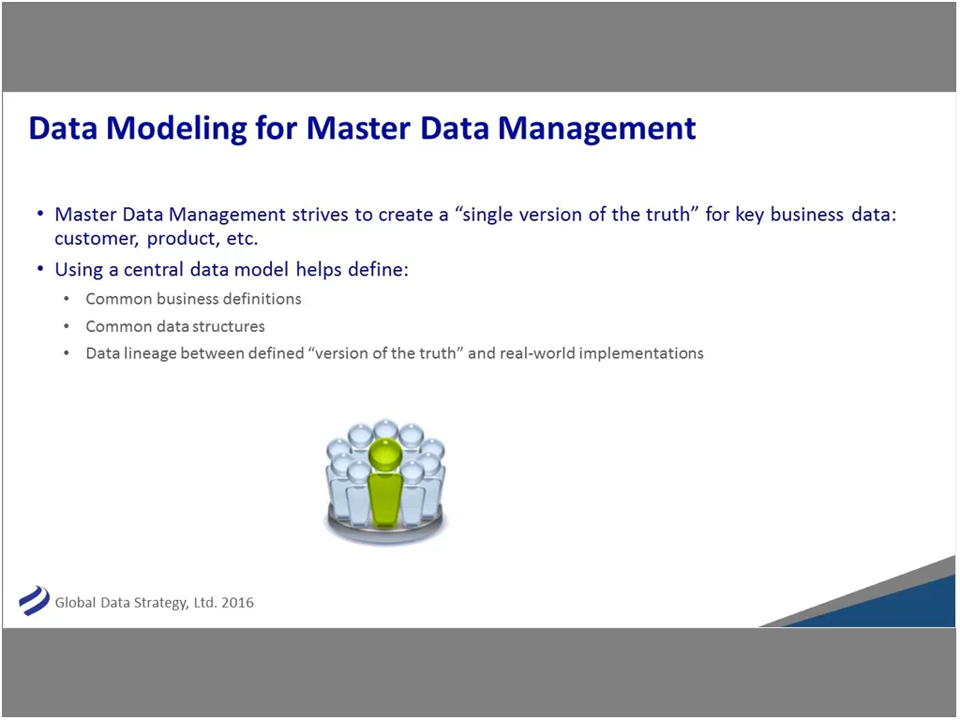 Data Modeling for Master Data Management
• Master Data Management strives to create a “single version of the truth” for key business data:
customer, product, etc.
• Using a central data model helps define:
• Common business definitions
• Common data structures
• Data lineage between defined “version of the truth” and real-world implementations
Global Data Strategy, Ltd. 2016